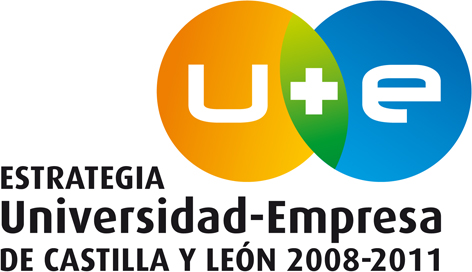 u+e
ESTRATEGIA
Universidad-Empresa
DE CASTILLA Y LEÓN 2008-2011